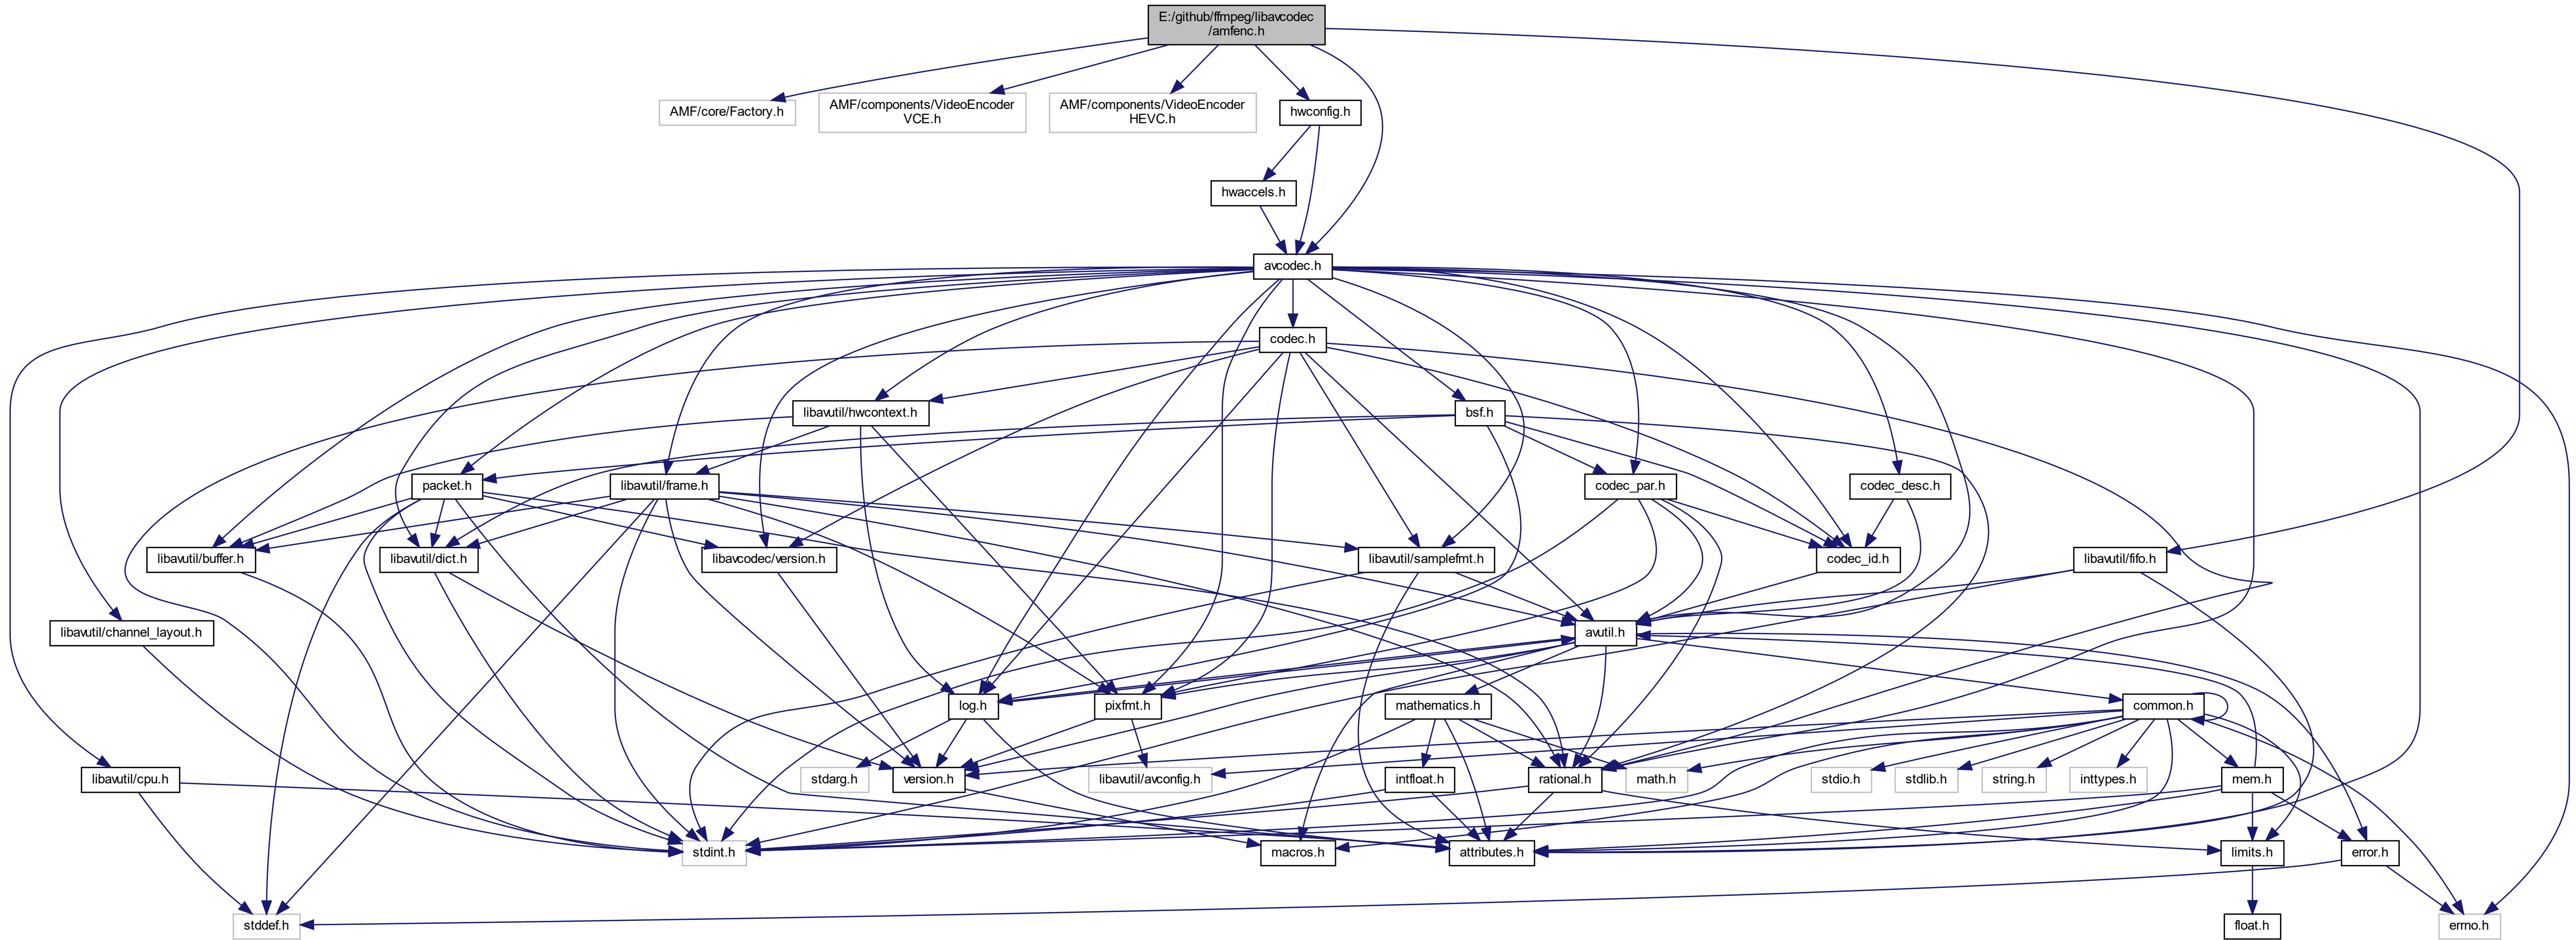 E:/github/ffmpeg/libavcodec
/amfenc.h
AMF/core/Factory.h
AMF/components/VideoEncoder
VCE.h
AMF/components/VideoEncoder
HEVC.h
hwconfig.h
hwaccels.h
avcodec.h
codec.h
libavutil/hwcontext.h
bsf.h
packet.h
libavutil/frame.h
codec_par.h
codec_desc.h
libavutil/buffer.h
libavutil/dict.h
libavcodec/version.h
libavutil/samplefmt.h
codec_id.h
libavutil/fifo.h
libavutil/channel_layout.h
avutil.h
log.h
pixfmt.h
mathematics.h
common.h
libavutil/cpu.h
stdarg.h
version.h
libavutil/avconfig.h
intfloat.h
rational.h
math.h
stdio.h
stdlib.h
string.h
inttypes.h
mem.h
stdint.h
macros.h
attributes.h
limits.h
error.h
stddef.h
float.h
errno.h